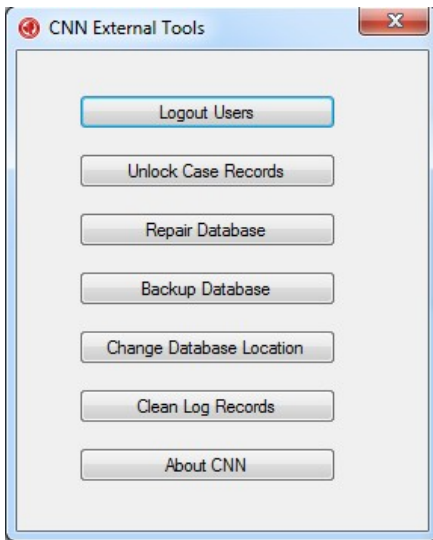 CNN External Tools
Logout Users
Unlock Case Records
Repair Database
Backup Database
Change Database Location
Clean Log Records
About CNN